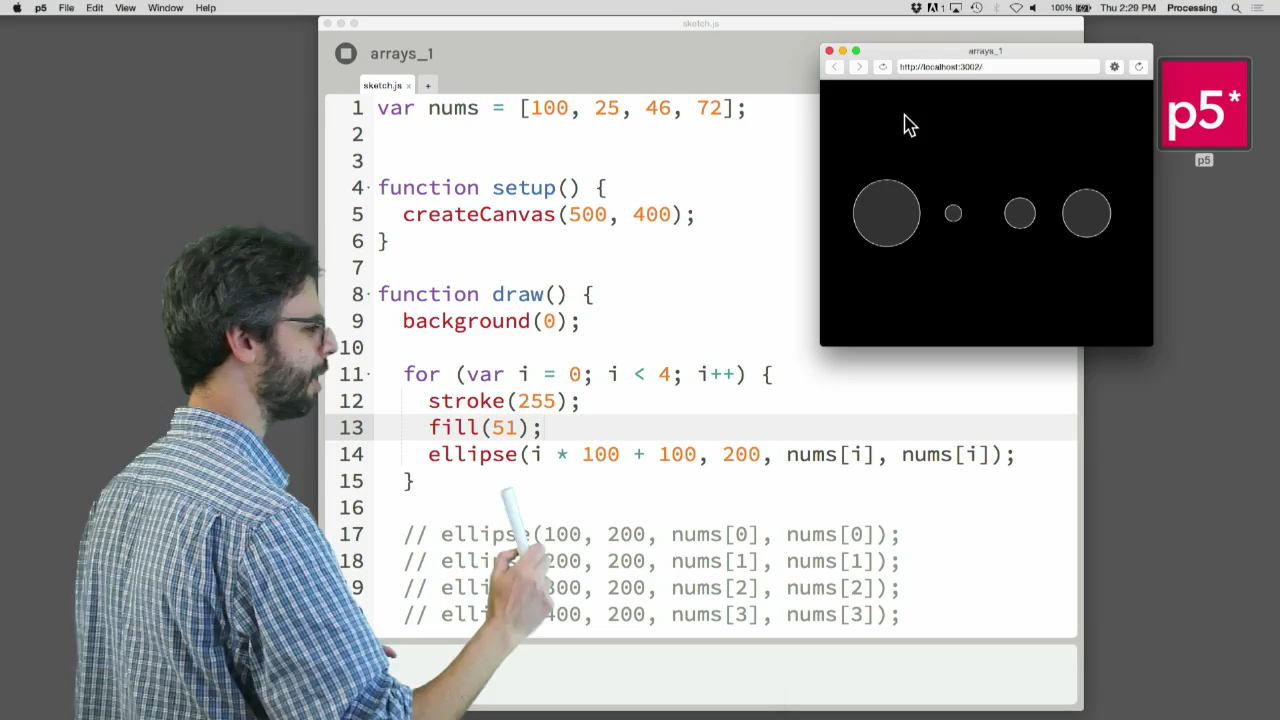 p5 File Edit View Window Help
1 100% Thu 2:29 PM Processing
sketch.js
arrays_1
sketch.js × +
1 var nums = [100, 25, 46, 72];
2
3
4 function setup() {
5 createCanvas(500, 400);
6 }
7
8 function draw() {
9 background(0);
10
11 for (var i = 0; i < 4; i++) {
12 stroke(255);
13 fill(51);
14 ellipse(i * 100 + 100, 200, nums[i], nums[i]);
15 }
16
17 // ellipse(100, 200, nums[0], nums[0]);
18 // ellip 200, 200, nums[1], nums[1]);
19 // elli 300, 200, nums[2], nums[2]);
// elli 400, 200, nums[3], nums[3]);
arrays_1
http://localhost:3002/
p5*
p5